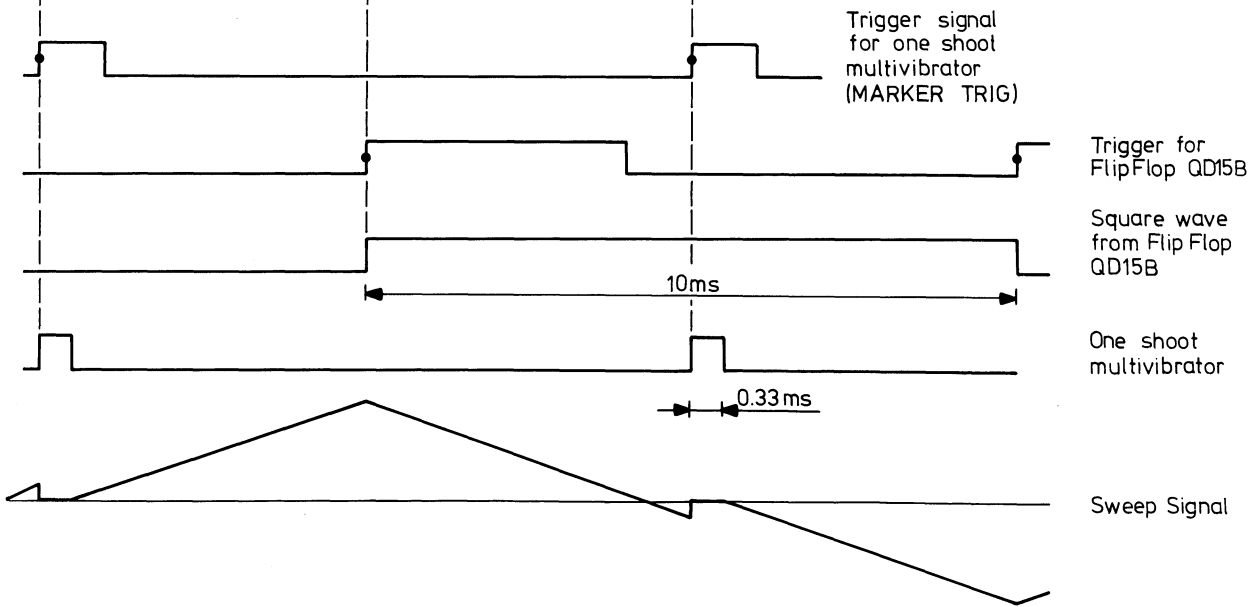 Trigger signal
for one shoot
multivibrator
(MARKER TRIG)
Trigger for
FlipFlop QD15B
Square wave
from Flip Flop
QD15B
10ms
One shoot
multivibrator
0.33ms
Sweep Signal